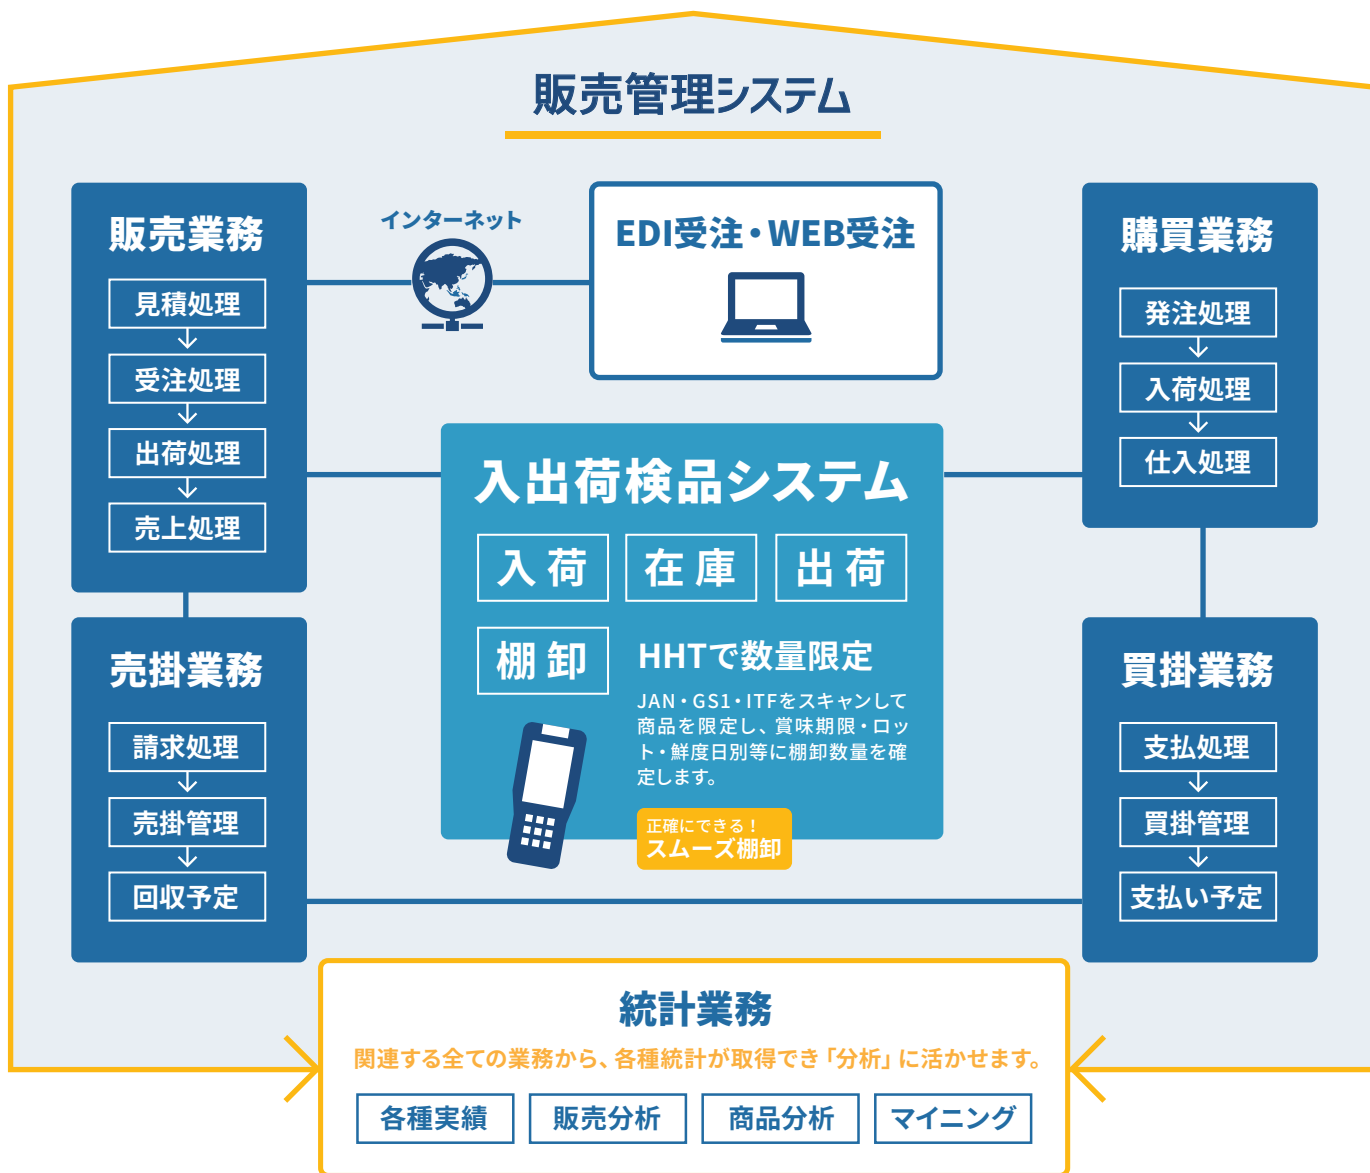 販売管理システム
販売業務
見積処理
受注処理
出荷処理
売上処理
インターネット
EDI受注・WEB受注
購買業務
発注処理
入荷処理
仕入処理
入出荷検品システム
入荷
在庫
出荷
棚卸
HHTで数量限定
JAN・GS1・ITFをスキャンして
商品を限定し、賞味期限・ロッ
ト・鮮度日別等に棚卸数量を確
定します。
正確にできる！
スムーズ棚卸
売掛業務
請求処理
売掛管理
回収予定
買掛業務
支払処理
買掛管理
支払い予定
統計業務
関連する全ての業務から、各種統計が取得でき「分析」に活かせます。
各種実績
販売分析
商品分析
マイニング